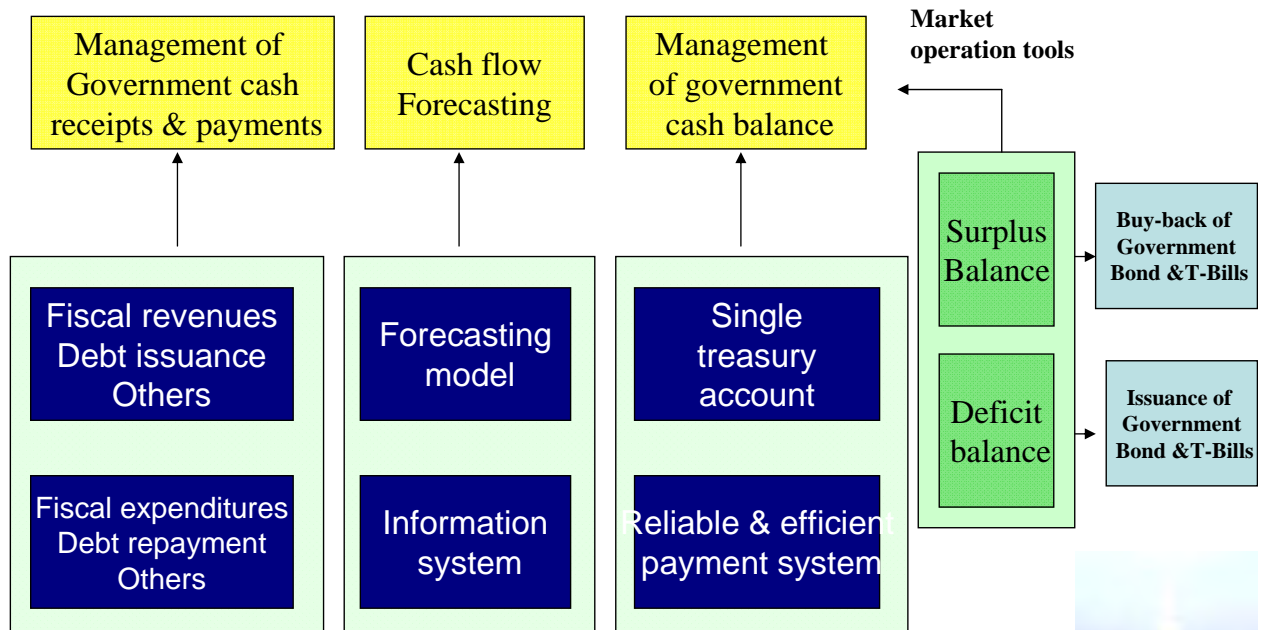 Management of
Government cash
receipts & payments
Cash flow
Forecasting
Management
of government
cash balance
Market
operation tools
Fiscal revenues
Debt issuance
Others
Fiscal expenditures
Debt repayment
Others
Forecasting
model
Information
system
Single
treasury
account
Reliable & efficient
payment system
Surplus
Balance
Deficit
balance
Buy-back of
Government
Bond &T-Bills
Issuance of
Government
Bond &T-Bills